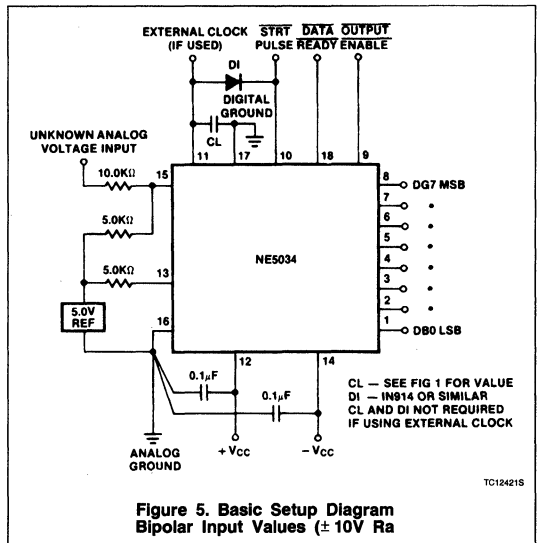 EXTERNAL CLOCK
(IF USED)
STRT
PULSE
DATA
READY
OUTPUT
ENABLE
DI
DIGITAL
GROUND
CL
UNKNOWN ANALOG
VOLTAGE INPUT
11
17
10
18
9
10.0KΩ
15
8
DG7 MSB
7
5.0KΩ
6
5
NE5034
5.0KΩ
13
4
3
5.0V
REF
16
2
1
DB0 LSB
12
14
0.1μF
0.1μF
CL — SEE FIG 1 FOR VALUE
DI — IN914 OR SIMILAR
CL AND DI NOT REQUIRED
IF USING EXTERNAL CLOCK
ANALOG
GROUND
+ VCC
- VCC
TC12421S
Figure 5. Basic Setup Diagram
Bipolar Input Values (± 10V Ra